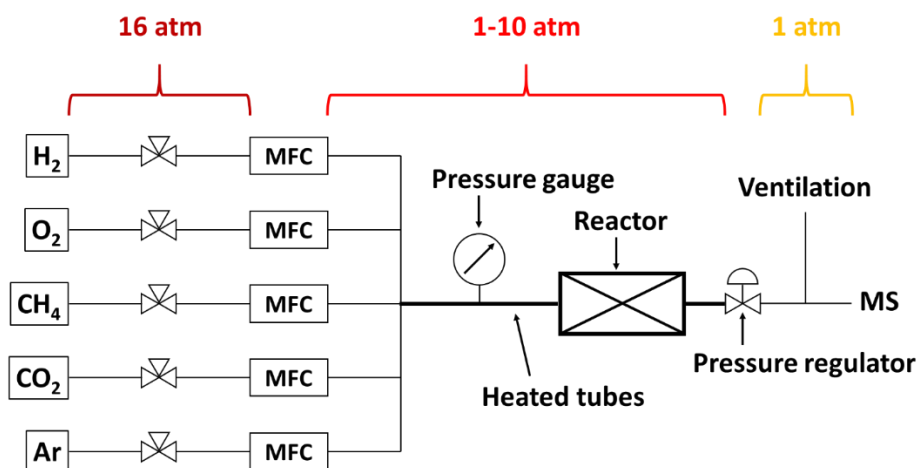 16 atm
1-10 atm
1 atm
H₂
MFC
Pressure gauge
Ventilation
Reactor
O₂
MFC
CH₄
MFC
MS
Pressure regulator
CO₂
MFC
Heated tubes
Ar
MFC